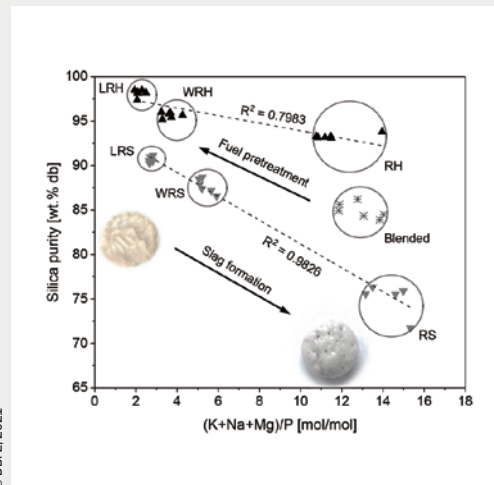 100
95
90
85
80
75
70
65
Silica purity [wt.% db]
LRH
WRH
R² = 0.7983
RH
Fuel pretreatment
LRS
WRS
Blended
R² = 0.9826
Slag formation
RS
0 2 4 6 8 10 12 14 16 18
(K+Na+Mg)/P [mol/mol]